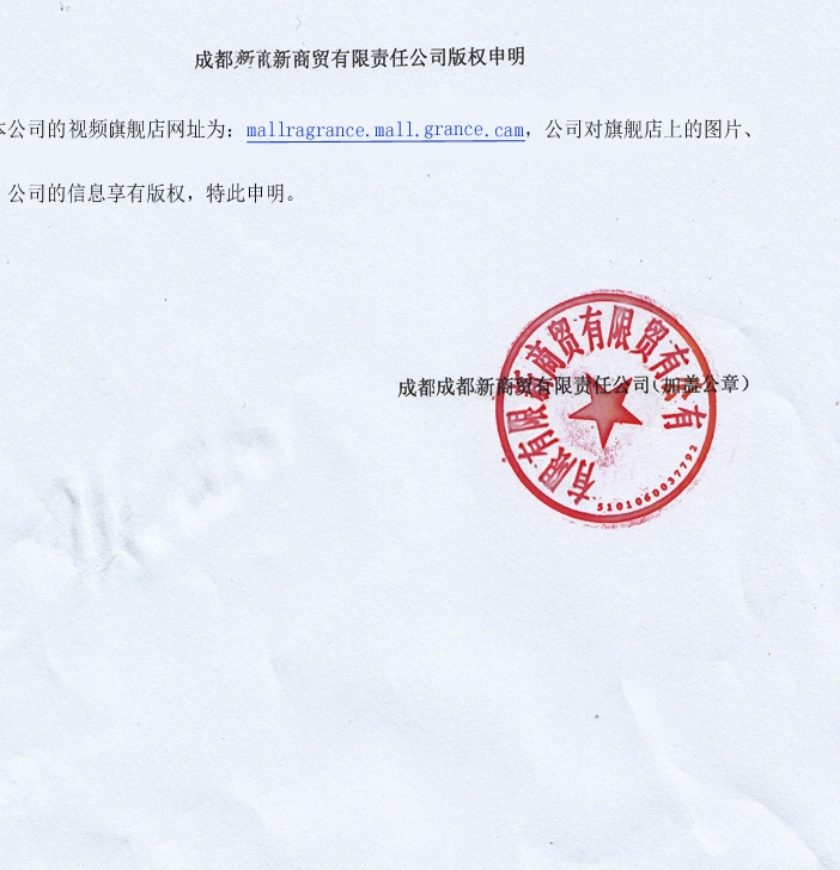 成都新新商贸有限责任公司版权申明
本公司的视频旗舰店网址为：mallragrance.mall.grance.cam，公司对旗舰店上的图片、
公司的信息享有版权，特此申明。
有限有限新商贸有限贸有有
成都成都新商贸有限责任公司（加盖公章）
5101060037792